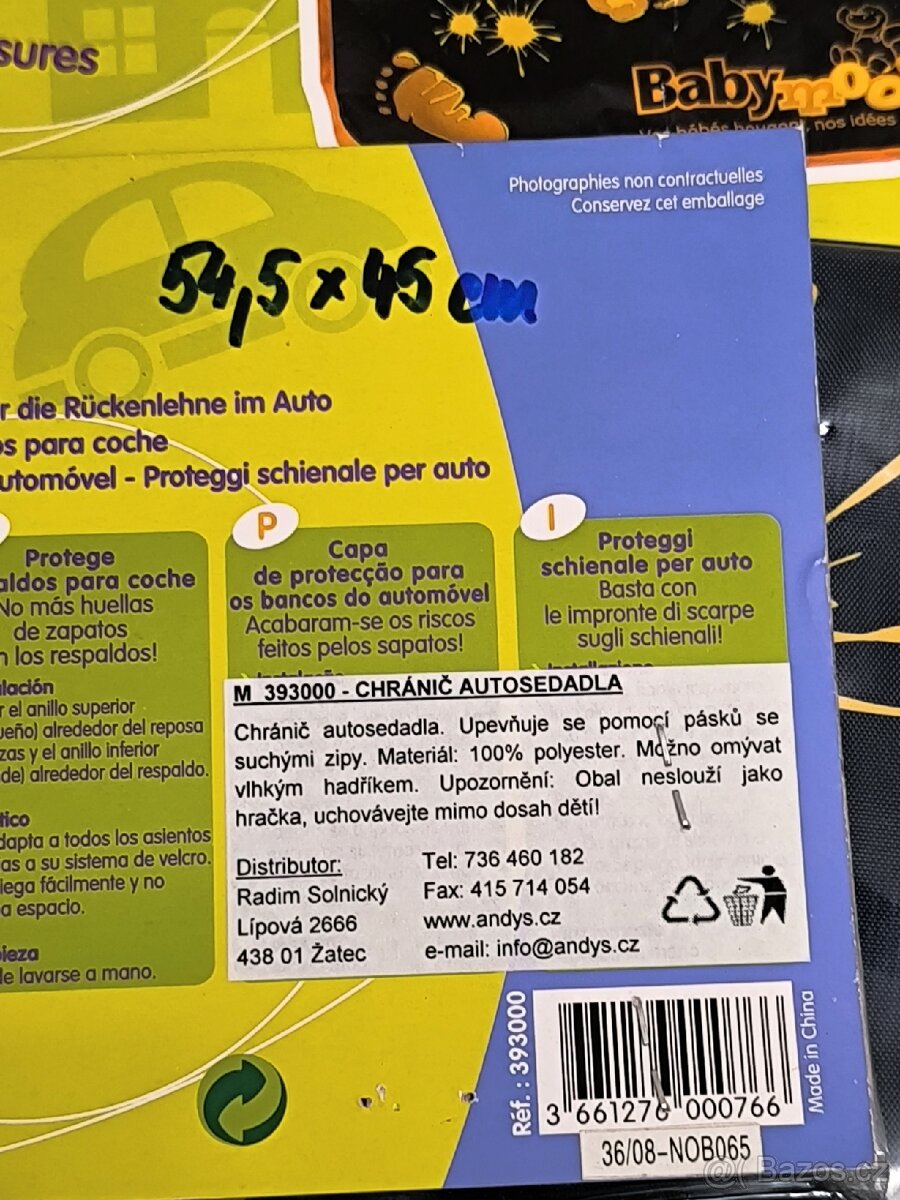 sures
Babymoo
nos idées
Photographies non contractuelles
Conservez cet emballage
54,5 x 45 cm
r die Rückenlehne im Auto
os para coche
utomóvel - Proteggi schienale per auto
Protege
aldos para coche
No más huellas
de zapatos
n los respaldos!
lación
r el anillo superior
ueño) alrededor del reposa
zas y el anillo inferior
de) alrededor del respaldo.
tico
dapta a todos los asientos
ias a su sistema de velcro.
iega fácilmente y no
a espacio.
ieza
le lavarse a mano.
P
Capa
de protecção para
os bancos do automóvel
Acabaram-se os riscos
feitos pelos sapatos!
I
Proteggi
schienale per auto
Basta con
le impronte di scarpe
sugli schienali!
M 393000 - CHRÁNIČ AUTOSEDADLA
Chránič autosedadla. Upevňuje se pomocí pásků se
suchými zipy. Materiál: 100% polyester. Možno omývat
vlhkým hadříkem. Upozornění: Obal neslouží jako
hračka, uchovávejte mimo dosah dětí!
Distributor:
Radim Solnický
Lípová 2666
438 01 Žatec
Tel: 736 460 182
Fax: 415 714 054
www.andys.cz
e-mail: info@andys.cz
Réf. : 393000
3 661276 000766
Made in China
36/08-NOB065
@( Bazos.cz